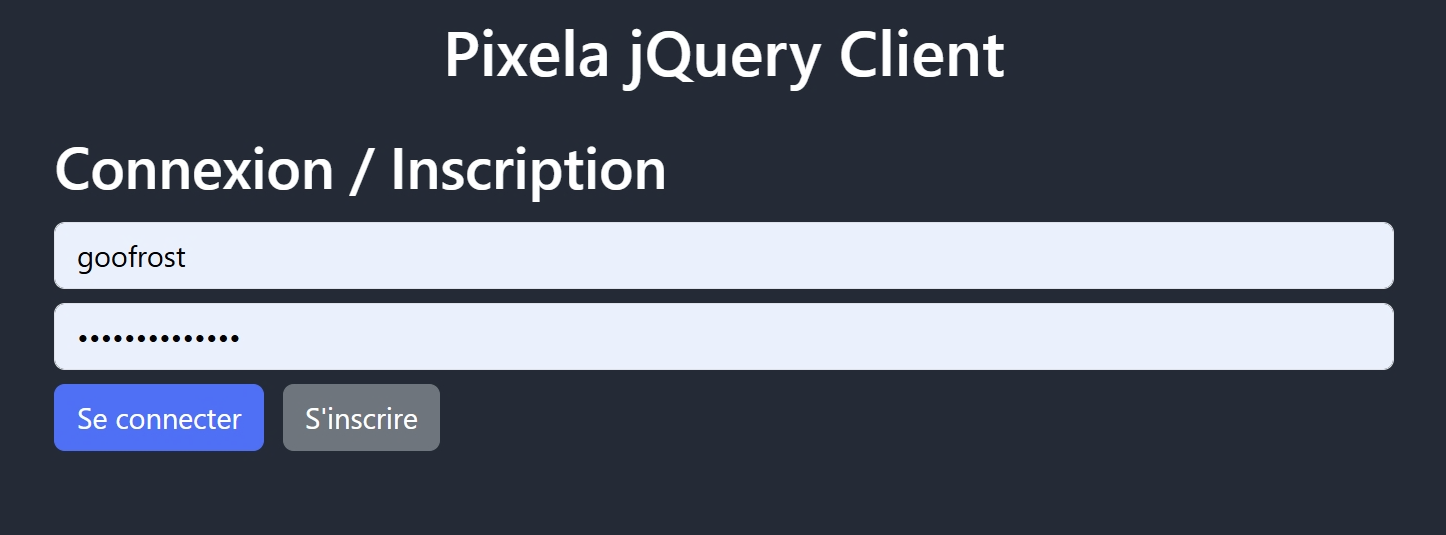 Pixela jQuery Client
Connexion / Inscription
goofrost
••••••••••••••
Se connecter S'inscrire